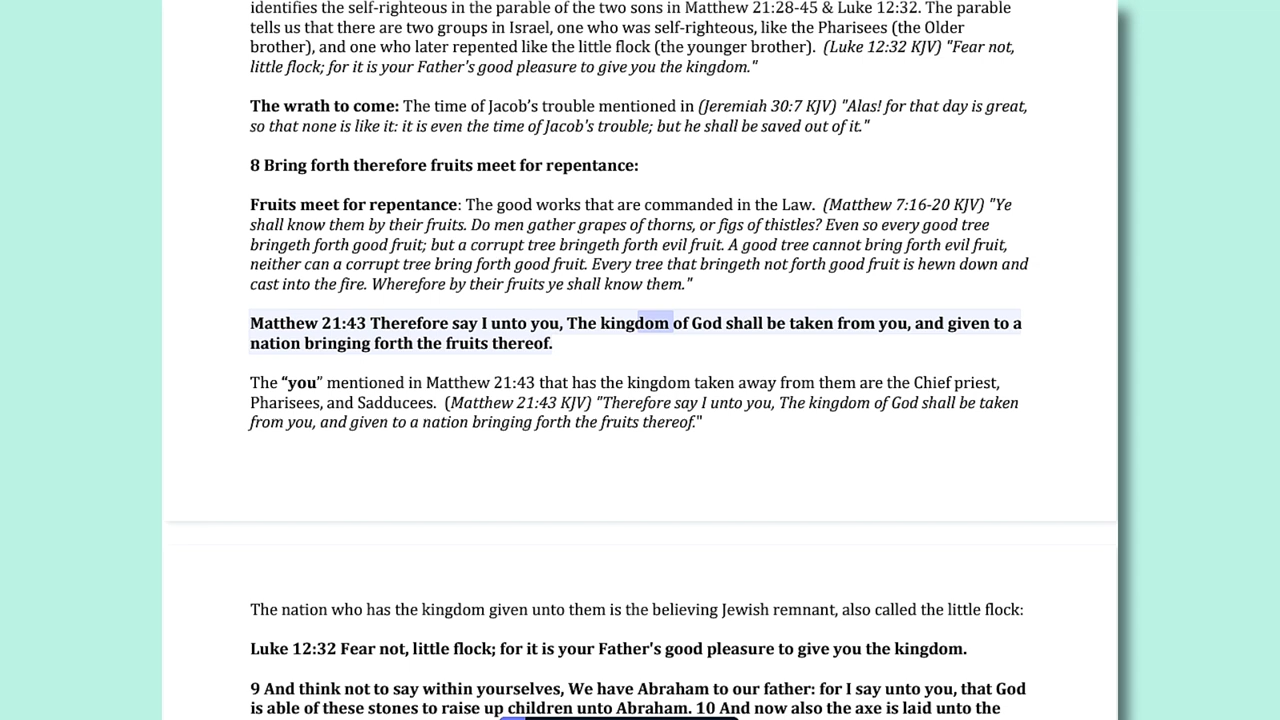 identifies the self-righteous in the parable of the two sons in Matthew 21:28-45 & Luke 12:32. The parable
tells us that there are two groups in Israel, one who was self-righteous, like the Pharisees (the Older
brother), and one who later repented like the little flock (the younger brother).  (Luke 12:32 KJV) "Fear not,
little flock; for it is your Father's good pleasure to give you the kingdom."
The wrath to come: The time of Jacob’s trouble mentioned in (Jeremiah 30:7 KJV) "Alas! for that day is great,
so that none is like it: it is even the time of Jacob's trouble; but he shall be saved out of it."
8 Bring forth therefore fruits meet for repentance:
Fruits meet for repentance: The good works that are commanded in the Law.  (Matthew 7:16-20 KJV) "Ye
shall know them by their fruits. Do men gather grapes of thorns, or figs of thistles? Even so every good tree
bringeth forth good fruit; but a corrupt tree bringeth forth evil fruit. A good tree cannot bring forth evil fruit,
neither can a corrupt tree bring forth good fruit. Every tree that bringeth not forth good fruit is hewn down and
cast into the fire. Wherefore by their fruits ye shall know them."
Matthew 21:43 Therefore say I unto you, The kingdom of God shall be taken from you, and given to a
nation bringing forth the fruits thereof.
The “you” mentioned in Matthew 21:43 that has the kingdom taken away from them are the Chief priest,
Pharisees, and Sadducees.  (Matthew 21:43 KJV) "Therefore say I unto you, The kingdom of God shall be taken
from you, and given to a nation bringing forth the fruits thereof."
The nation who has the kingdom given unto them is the believing Jewish remnant, also called the little flock:
Luke 12:32 Fear not, little flock; for it is your Father's good pleasure to give you the kingdom.
9 And think not to say within yourselves, We have Abraham to our father: for I say unto you, that God
is able of these stones to raise up children unto Abraham. 10 And now also the axe is laid unto the